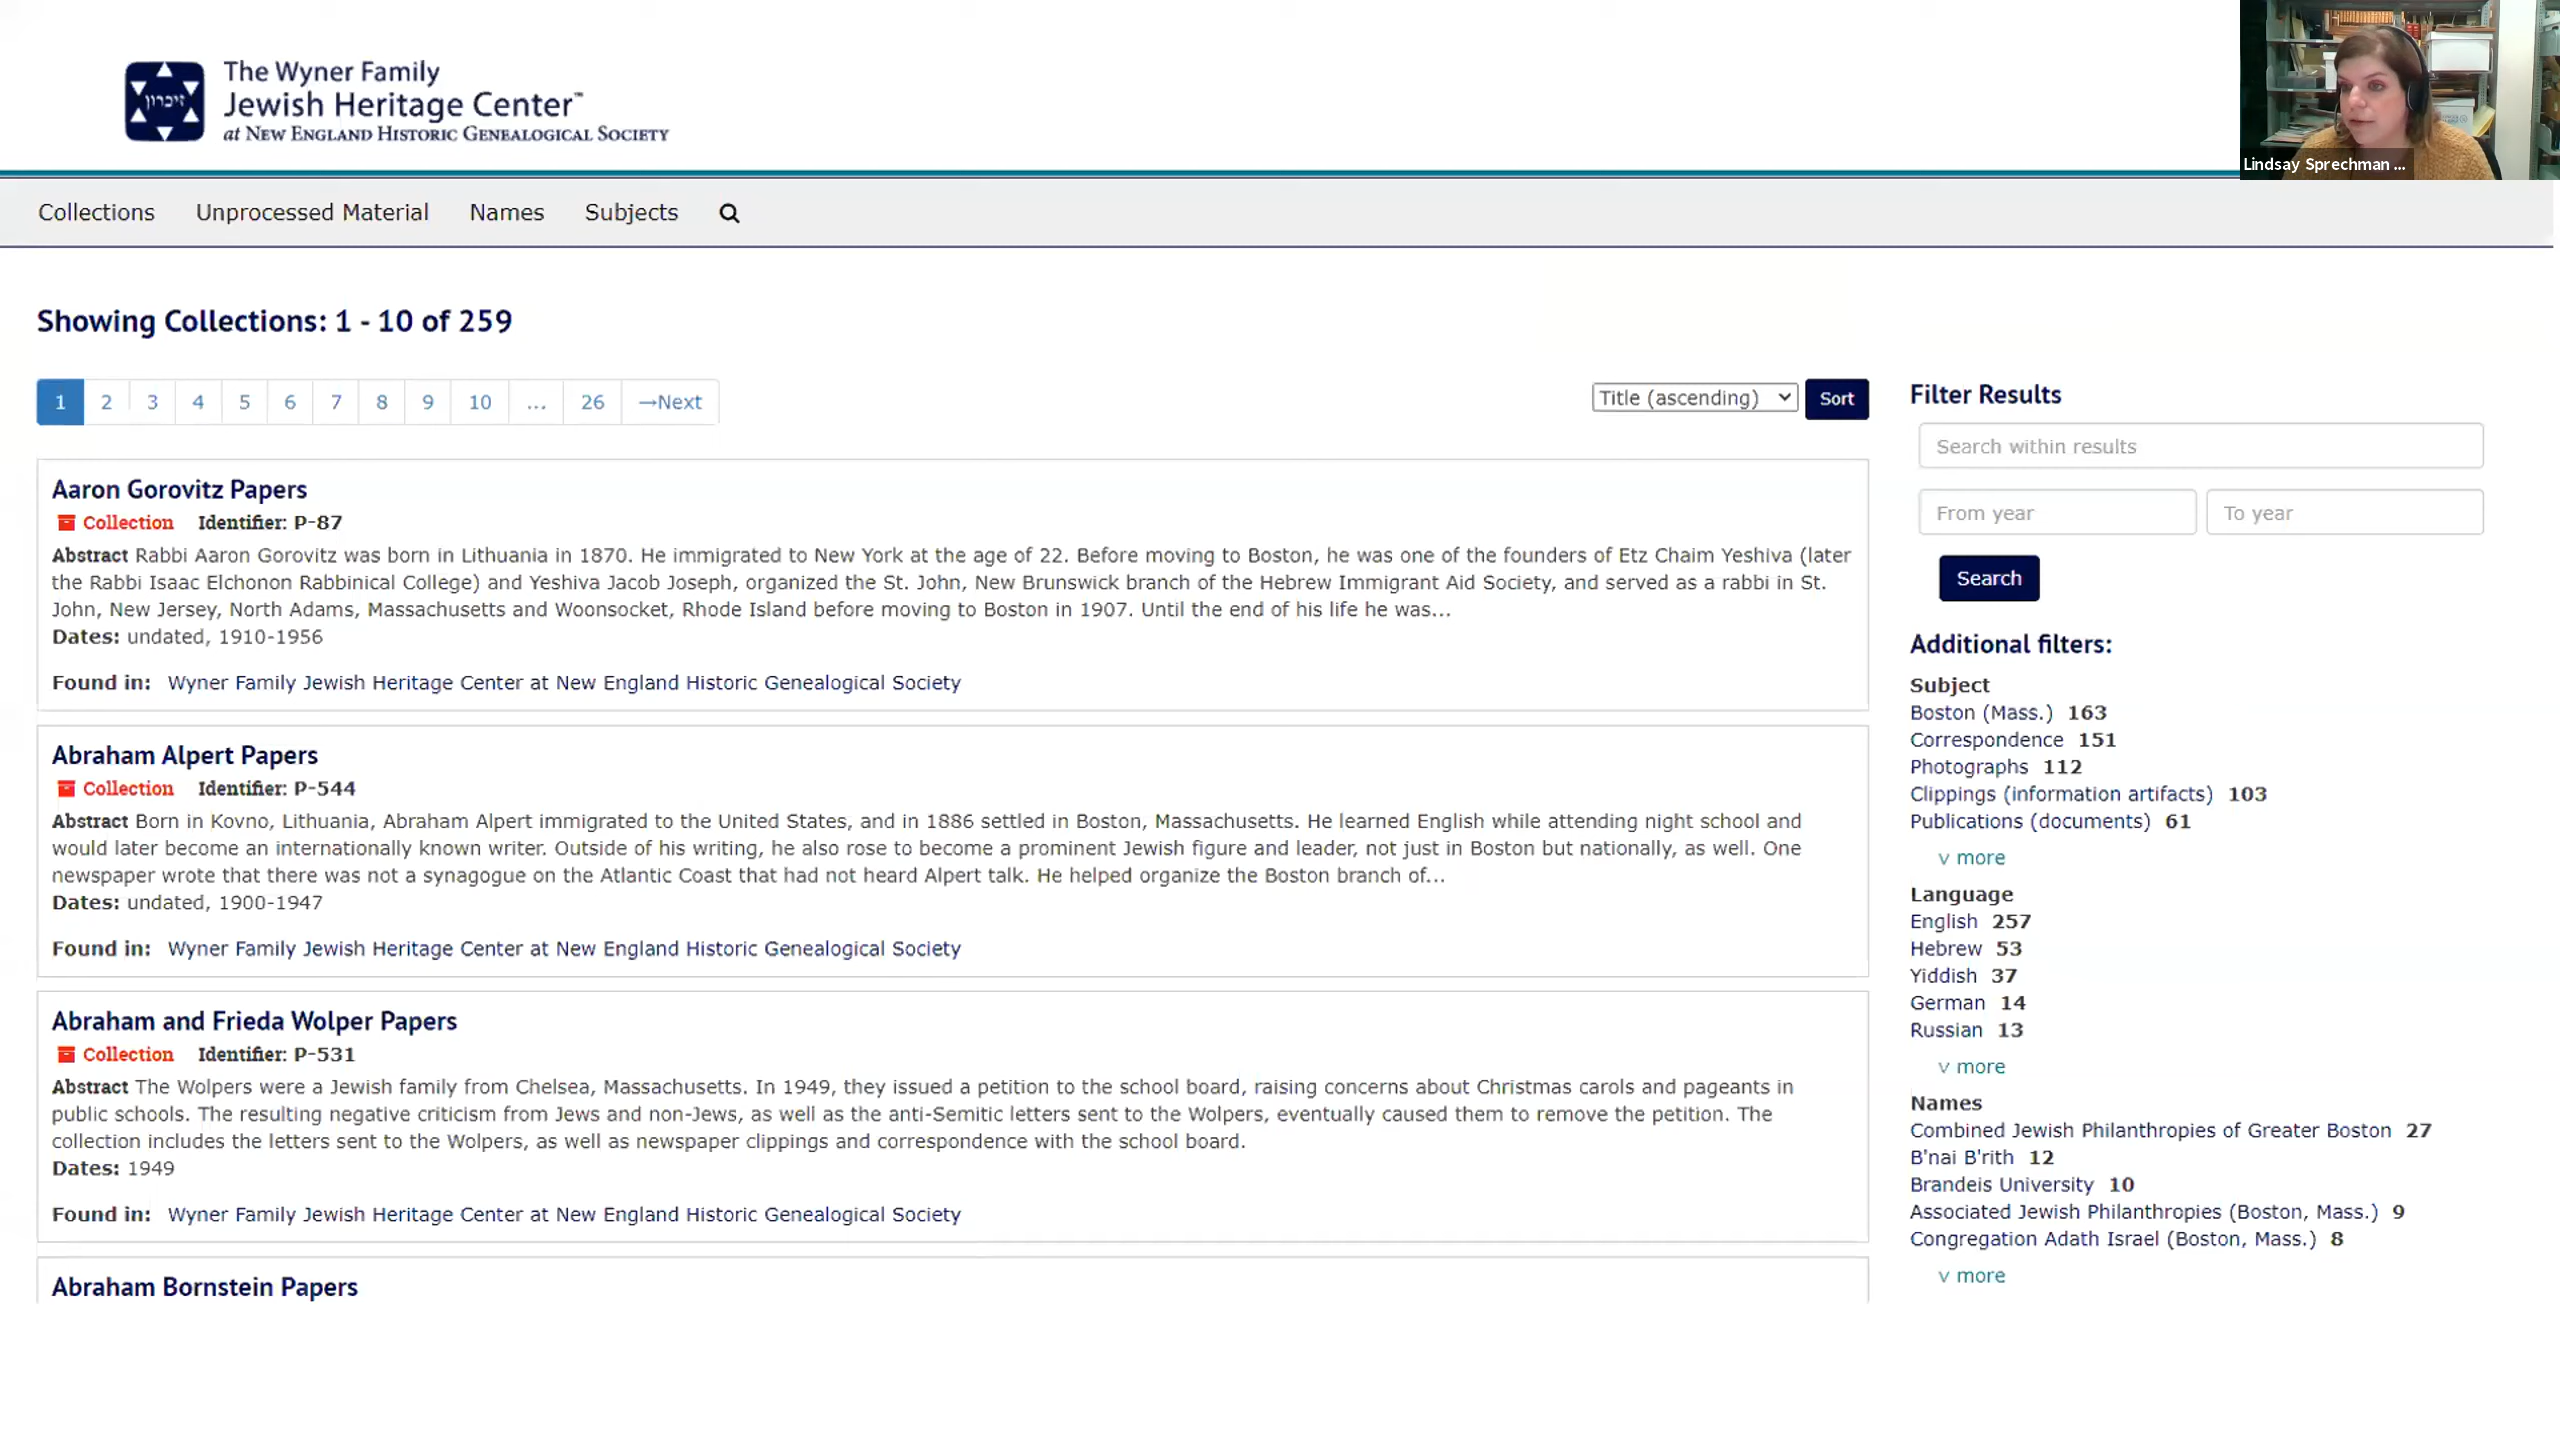 זיכרון
The Wyner Family
Jewish Heritage Center™
at NEW ENGLAND HISTORIC GENEALOGICAL SOCIETY
Lindsay Sprechman ...
Collections Unprocessed Material Names Subjects
Showing Collections: 1 - 10 of 259
1 2 3 4 5 6 7 8 9 10 ... 26 →Next
Title (ascending) Sort
Aaron Gorovitz Papers
Collection Identifier: P-87
Abstract Rabbi Aaron Gorovitz was born in Lithuania in 1870. He immigrated to New York at the age of 22. Before moving to Boston, he was one of the founders of Etz Chaim Yeshiva (later
the Rabbi Isaac Elchonon Rabbinical College) and Yeshiva Jacob Joseph, organized the St. John, New Brunswick branch of the Hebrew Immigrant Aid Society, and served as a rabbi in St.
John, New Jersey, North Adams, Massachusetts and Woonsocket, Rhode Island before moving to Boston in 1907. Until the end of his life he was...
Dates: undated, 1910-1956
Found in: Wyner Family Jewish Heritage Center at New England Historic Genealogical Society
Abraham Alpert Papers
Collection Identifier: P-544
Abstract Born in Kovno, Lithuania, Abraham Alpert immigrated to the United States, and in 1886 settled in Boston, Massachusetts. He learned English while attending night school and
would later become an internationally known writer. Outside of his writing, he also rose to become a prominent Jewish figure and leader, not just in Boston but nationally, as well. One
newspaper wrote that there was not a synagogue on the Atlantic Coast that had not heard Alpert talk. He helped organize the Boston branch of...
Dates: undated, 1900-1947
Found in: Wyner Family Jewish Heritage Center at New England Historic Genealogical Society
Abraham and Frieda Wolper Papers
Collection Identifier: P-531
Abstract The Wolpers were a Jewish family from Chelsea, Massachusetts. In 1949, they issued a petition to the school board, raising concerns about Christmas carols and pageants in
public schools. The resulting negative criticism from Jews and non-Jews, as well as the anti-Semitic letters sent to the Wolpers, eventually caused them to remove the petition. The
collection includes the letters sent to the Wolpers, as well as newspaper clippings and correspondence with the school board.
Dates: 1949
Found in: Wyner Family Jewish Heritage Center at New England Historic Genealogical Society
Abraham Bornstein Papers
Filter Results
Search within results
From year To year
Search
Additional filters:
Subject
Boston (Mass.) 163
Correspondence 151
Photographs 112
Clippings (information artifacts) 103
Publications (documents) 61
v more
Language
English 257
Hebrew 53
Yiddish 37
German 14
Russian 13
v more
Names
Combined Jewish Philanthropies of Greater Boston 27
B'nai B'rith 12
Brandeis University 10
Associated Jewish Philanthropies (Boston, Mass.) 9
Congregation Adath Israel (Boston, Mass.) 8
v more